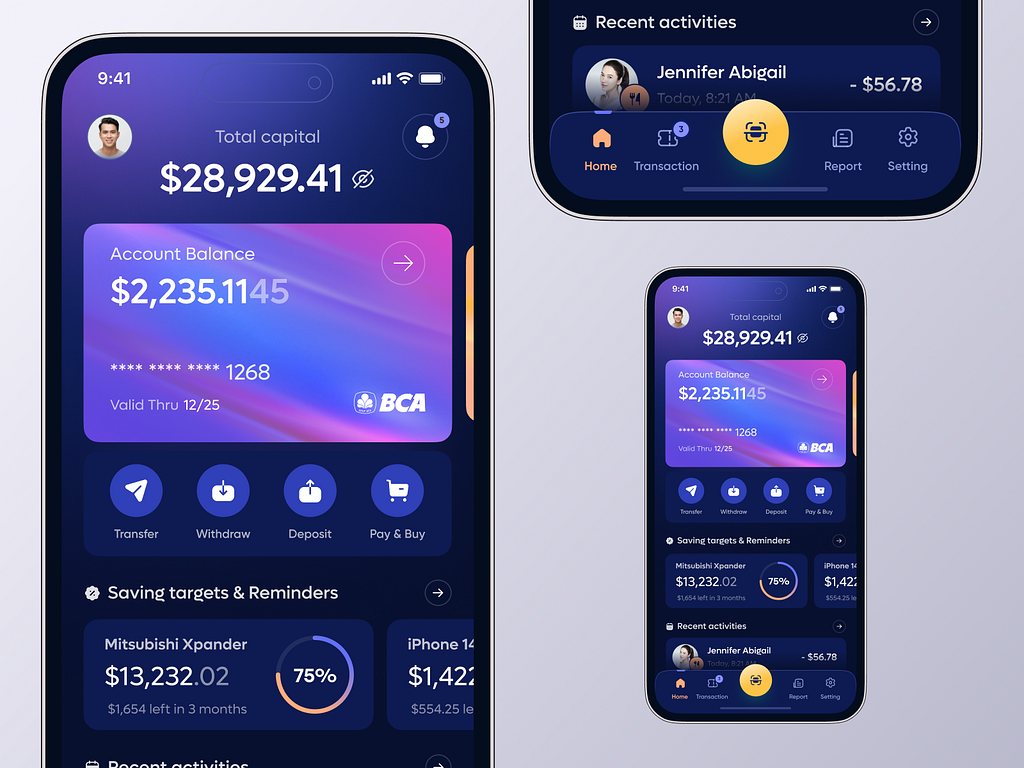 9:41
Total capital
5
$28,929.41
Account Balance
$2,235.1145
**** **** **** 1268
Valid Thru 12/25
BCA
Transfer
Withdraw
Deposit
Pay & Buy
Saving targets & Reminders
Mitsubishi Xpander
$13,232.02
$1,654 left in 3 months
75%
iPhone 14
$1,422
$554.25 le
Recent activities
Recent activities
Jennifer Abigail
Today, 8:21 AM
- $56.78
3
Home
Transaction
Report
Setting
9:41
Total capital
5
$28,929.41
Account Balance
$2,235.1145
**** **** **** 1268
Valid Thru 12/25
BCA
Transfer
Withdraw
Deposit
Pay & Buy
Saving targets & Reminders
Mitsubishi Xpander
$13,232.02
$1,654 left in 3 months
75%
iPhone 14
$1,422
$554.25 le
Recent activities
Jennifer Abigail
Today, 8:21 AM
- $56.78
3
Home
Transaction
Report
Setting